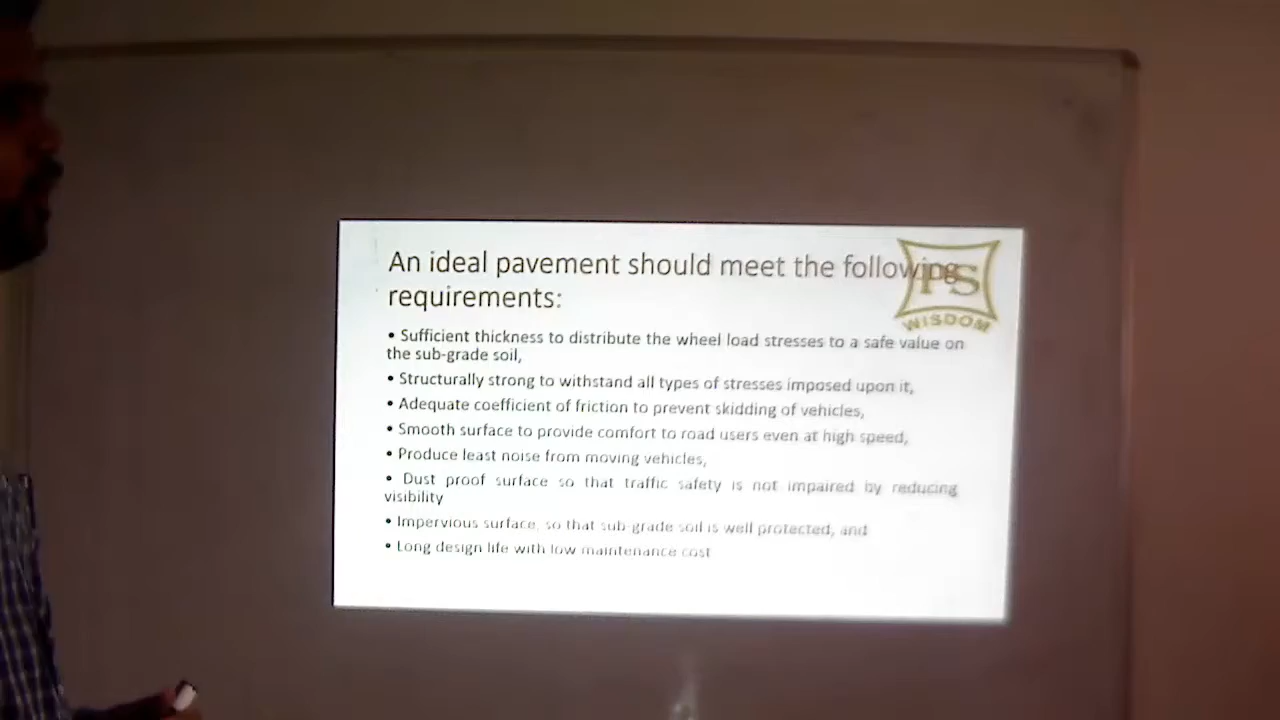 An ideal pavement should meet the following
requirements:
• Sufficient thickness to distribute the wheel load stresses to a safe value on
the sub-grade soil,
• Structurally strong to withstand all types of stresses imposed upon it,
• Adequate coefficient of friction to prevent skidding of vehicles,
• Smooth surface to provide comfort to road users even at high speed,
• Produce least noise from moving vehicles,
• Dust proof surface so that traffic safety is not impaired by reducing
visibility
• Impervious surface, so that sub-grade soil is well protected, and
• Long design life with low maintenance cost
PS
WISDOM